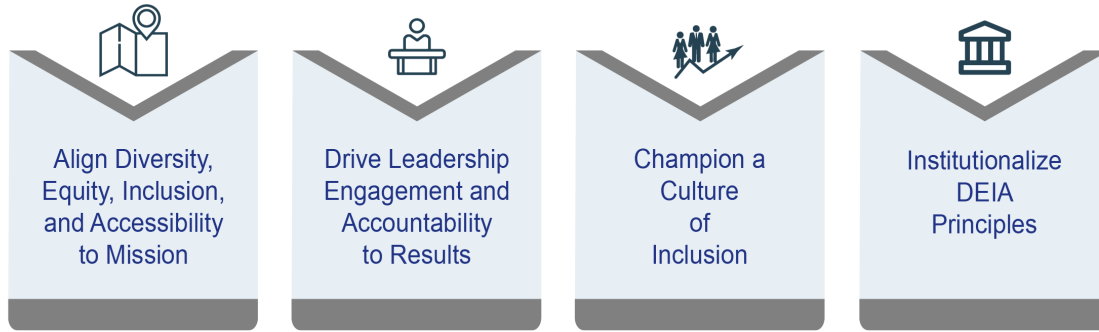 Align Diversity,
Equity, Inclusion,
and Accessibility
to Mission
Drive Leadership
Engagement and
Accountability
to Results
Champion a
Culture
of
Inclusion
Institutionalize
DEIA
Principles